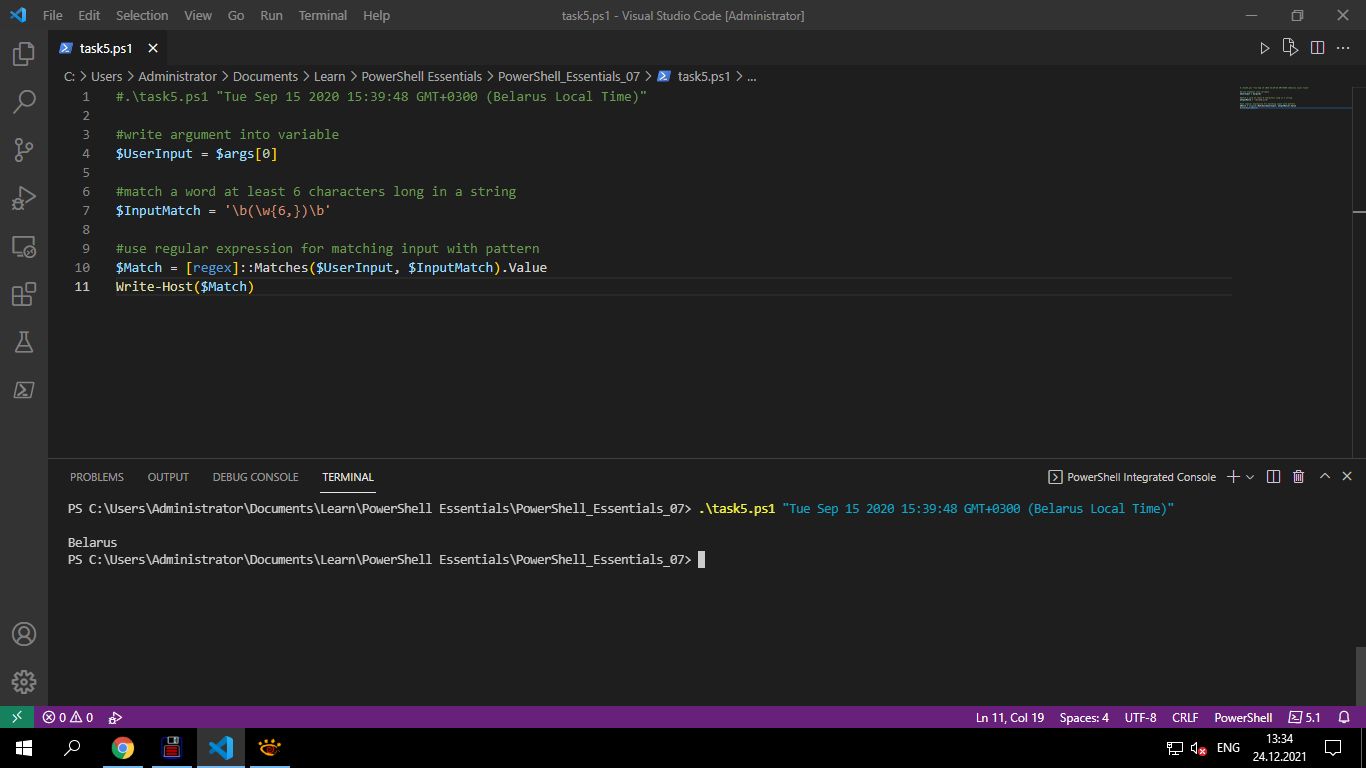 File Edit Selection View Go Run Terminal Help task5.ps1 - Visual Studio Code [Administrator]
task5.ps1
C: > Users > Administrator > Documents > Learn > PowerShell Essentials > PowerShell_Essentials_07 > task5.ps1 > ...
1 #.\task5.ps1 "Tue Sep 15 2020 15:39:48 GMT+0300 (Belarus Local Time)"
2
3 #write argument into variable
4 $UserInput = $args[0]
5
6 #match a word at least 6 characters long in a string
7 $InputMatch = '\b(\w{6,})\b'
8
9 #use regular expression for matching input with pattern
10 $Match = [regex]::Matches($UserInput, $InputMatch).Value
11 Write-Host($Match)
PROBLEMS OUTPUT DEBUG CONSOLE TERMINAL PowerShell Integrated Console
PS C:\Users\Administrator\Documents\Learn\PowerShell Essentials\PowerShell_Essentials_07> .\task5.ps1 "Tue Sep 15 2020 15:39:48 GMT+0300 (Belarus Local Time)"
Belarus
PS C:\Users\Administrator\Documents\Learn\PowerShell Essentials\PowerShell_Essentials_07>
0 0 Ln 11, Col 19 Spaces: 4 UTF-8 CRLF PowerShell 5.1
ENG 13:34
24.12.2021